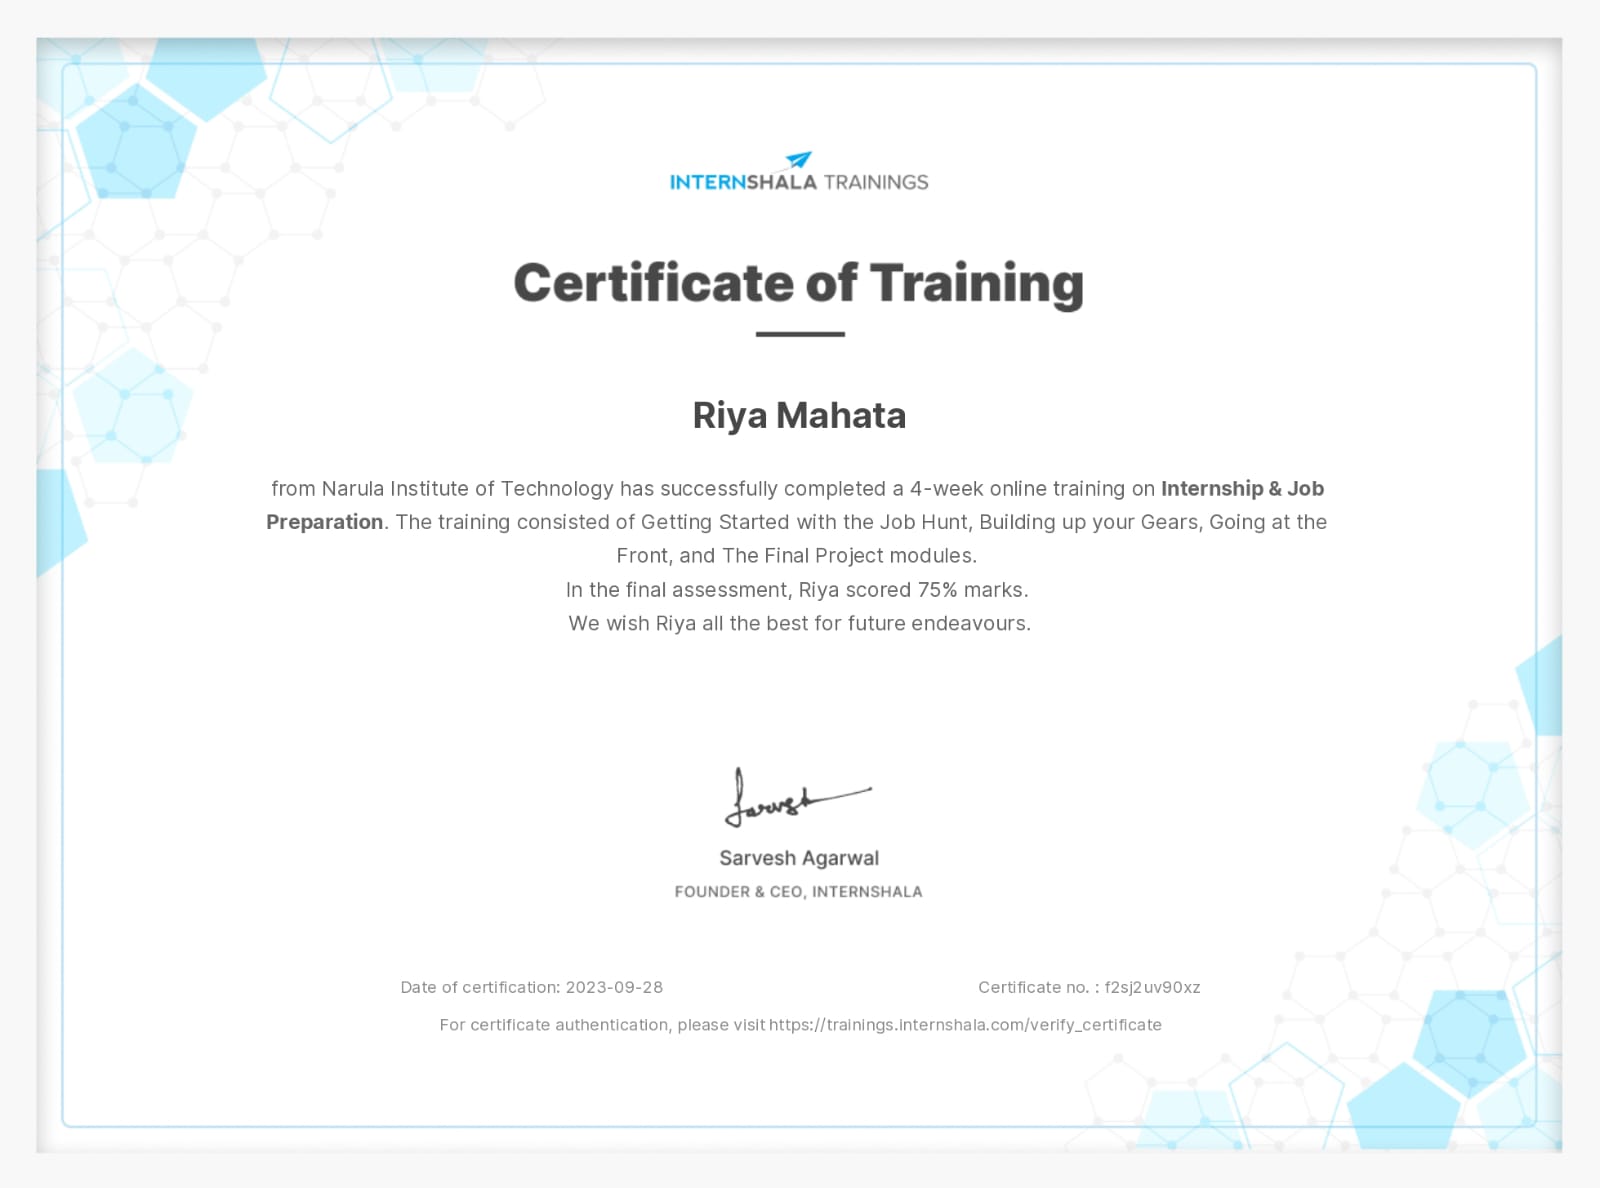 INTERNSHALA TRAININGS
Certificate of Training
Riya Mahata
from Narula Institute of Technology has successfully completed a 4-week online training on Internship & Job
Preparation. The training consisted of Getting Started with the Job Hunt, Building up your Gears, Going at the
Front, and The Final Project modules.
In the final assessment, Riya scored 75% marks.
We wish Riya all the best for future endeavours.
Sarvesh
Sarvesh Agarwal
FOUNDER & CEO, INTERNSHALA
Date of certification: 2023-09-28 Certificate no. : f2sj2uv90xz
For certificate authentication, please visit https://trainings.internshala.com/verify_certificate